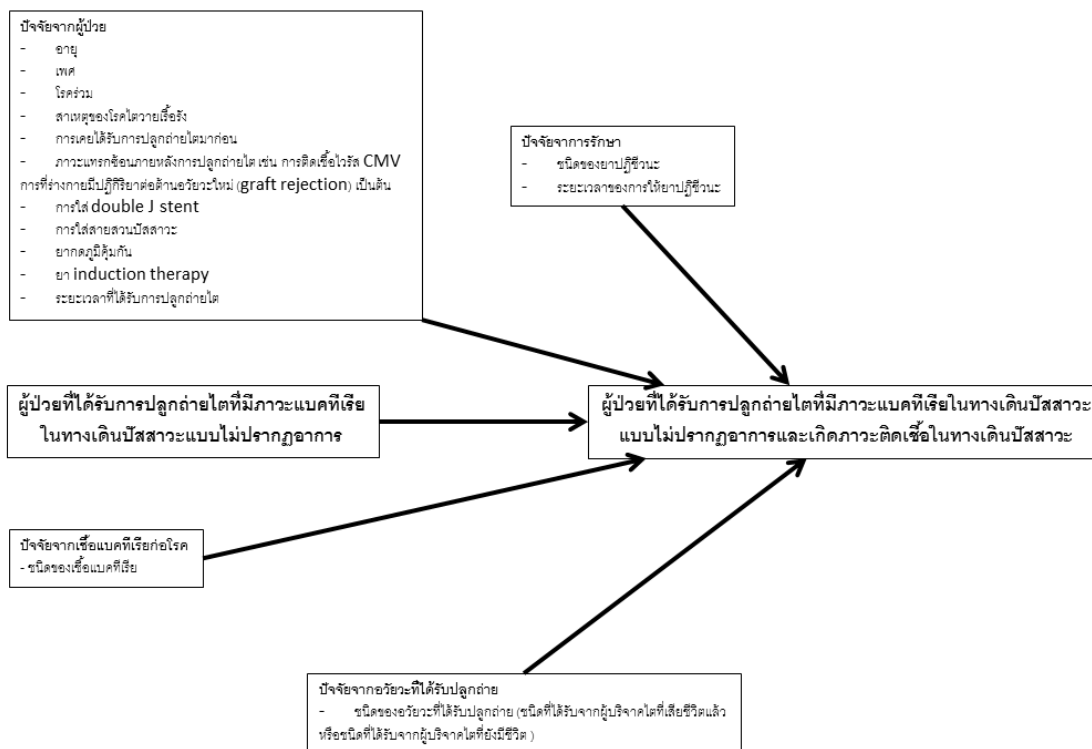 ปัจจัยจากผู้ป่วย
- อายุ
- เพศ
- โรคร่วม
- สาเหตุของโรคไตวายเรื้อรัง
- การเคยได้รับการปลูกถ่ายไตมาก่อน
- ภาวะแทรกซ้อนภายหลังการปลูกถ่ายไต เช่น การติดเชื้อไวรัส CMV
การที่ร่างกายมีปฏิกิริยาต่อต้านอวัยวะใหม่ (graft rejection) เป็นต้น
- การใส่ double J stent
- การใส่สายสวนปัสสาวะ
- ยากดภูมิคุ้มกัน
- ยา induction therapy
- ระยะเวลาที่ได้รับการปลูกถ่ายไต
ปัจจัยจาการรักษา
- ชนิดของยาปฏิชีวนะ
- ระยะเวลาของการให้ยาปฏิชีวนะ
ผู้ป่วยที่ได้รับการปลูกถ่ายไตที่มีภาวะแบคทีเรีย
ในทางเดินปัสสาวะแบบไม่ปรากฏอาการ
ผู้ป่วยที่ได้รับการปลูกถ่ายไตที่มีภาวะแบคทีเรียในทางเดินปัสสาวะ
แบบไม่ปรากฏอาการและเกิดภาวะติดเชื้อในทางเดินปัสสาวะ
ปัจจัยจากเชื้อแบคทีเรียก่อโรค
- ชนิดของเชื้อแบคทีเรีย
ปัจจัยจากอวัยวะที่ได้รับปลูกถ่าย
- ชนิดของอวัยวะที่ได้รับปลูกถ่าย (ชนิดที่ได้รับจากผู้บริจาคไตที่เสียชีวิตแล้ว
หรือชนิดที่ได้รับจากผู้บริจาคไตที่ยังมีชีวิต )